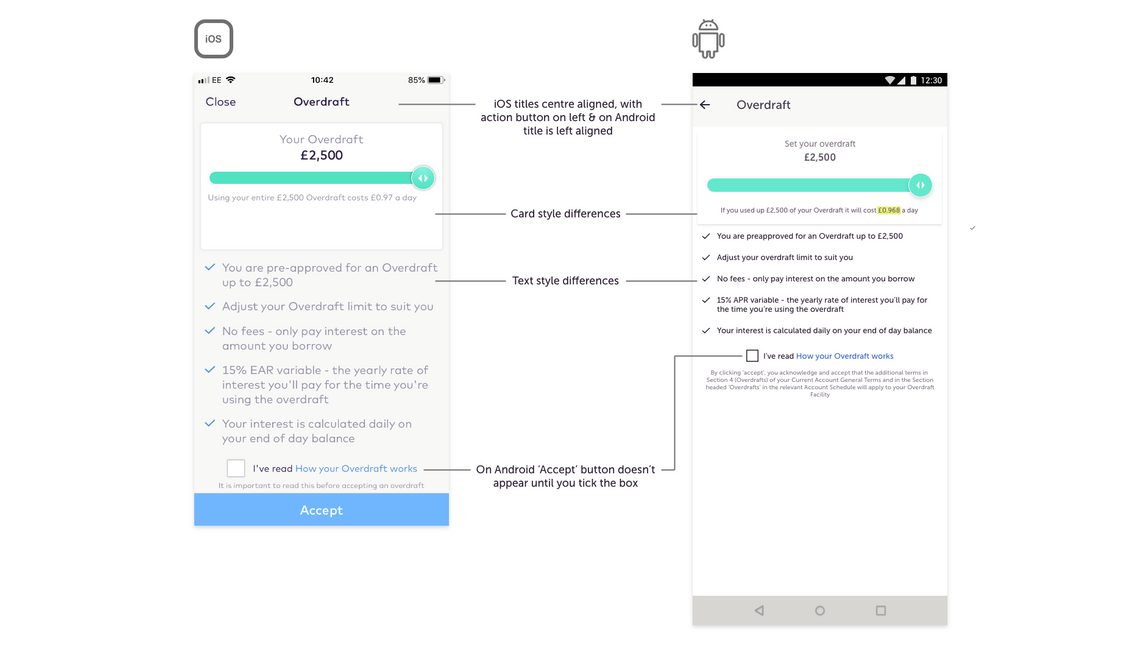 iOS
EE
10:42
85%
Close
Overdraft
Your Overdraft
£2,500
Using your entire £2,500 Overdraft costs £0.97 a day
You are pre-approved for an Overdraft
up to £2,500
Adjust your Overdraft limit to suit you
No fees - only pay interest on the
amount you borrow
15% EAR variable - the yearly rate of
interest you'll pay for the time you're
using the overdraft
Your interest is calculated daily on
your end of day balance
I've read How your Overdraft works
It is important to read this before accepting an overdraft
Accept
iOS titles centre aligned, with
action button on left & on Android
title is left aligned
Card style differences
Text style differences
On Android ‘Accept’ button doesn’t
appear until you tick the box
12:30
Overdraft
Set your overdraft
£2,500
If you used up £2,500 of your Overdraft it will cost £0.968 a day
You are preapproved for an Overdraft up to £2,500
Adjust your overdraft limit to suit you
No fees - only pay interest on the amount you borrow
15% APR variable - the yearly rate of interest you’ll pay for
the time you’re using the overdraft
Your interest is calculated daily on your end of day balance
I’ve read How your Overdraft works
By clicking ‘accept’, you acknowledge and accept that the additional terms in
Section 4 (Overdrafts) of your Current Account General Terms and in the Section
headed ‘Overdrafts’ in the relevant Account Schedule will apply to your Overdraft
Facility